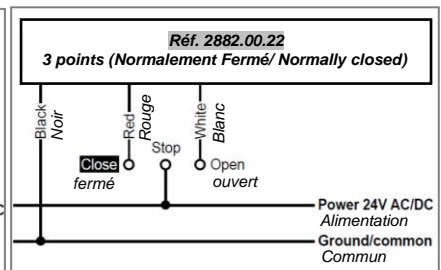 Réf. 2882.00.22
3 points (Normalement Fermé/ Normally closed)
Black
Noir
Red
Rouge
White
Blanc
Stop
Close
Open
fermé
ouvert
Power 24V AC/DC
Alimentation
Ground/common
Commun